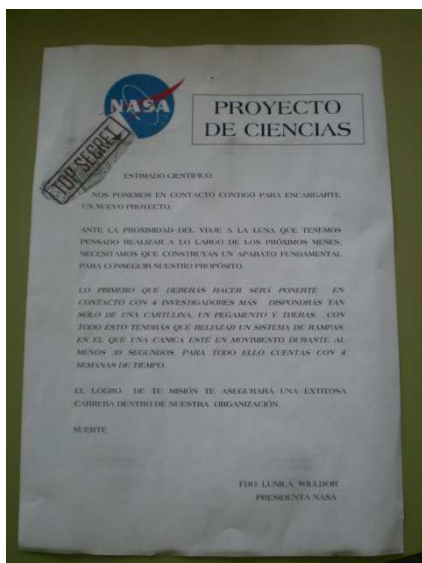 NASA
PROYECTO
DE CIENCIAS
TOP SECRET
ESTIMADO CIENTÍFICO:
NOS PONEMOS EN CONTACTO CONTIGO PARA ENCARGARTE
UN NUEVO PROYECTO.
ANTE LA PROXIMIDAD DEL VIAJE A LA LUNA QUE TENEMOS
PENSADO REALIZAR A LO LARGO DE LOS PRÓXIMOS MESES,
NECESITAMOS QUE CONSTRUYAS UN APARATO FUNDAMENTAL
PARA CONSEGUIR NUESTRO PROPÓSITO.
LO PRIMERO QUE DEBERÁS HACER SERÁ PONERTE EN
CONTACTO CON 4 INVESTIGADORES MÁS. DISPONDRÁS TAN
SÓLO DE UNA CARTULINA, UN PEGAMENTO Y TIJERAS. CON
TODO ESTO TENDRÁS QUE RELIAZAR UN SISTEMA DE RAMPAS,
EN EL QUE UNA CANICA ESTÉ EN MOVIMIENTO DURANTE AL
MENOS 30 SEGUNDOS. PARA TODO ELLO CUENTAS CON 4
SEMANAS DE TIEMPO.
EL LOGRO DE TU MISIÓN TE ASEGURARÁ UNA EXTITOSA
CARRERA DENTRO DE NUESTRA ORGANIZACIÓN.
SUERTE
FDO. LUNILA WILLDOR
PRESIDENTA NASA